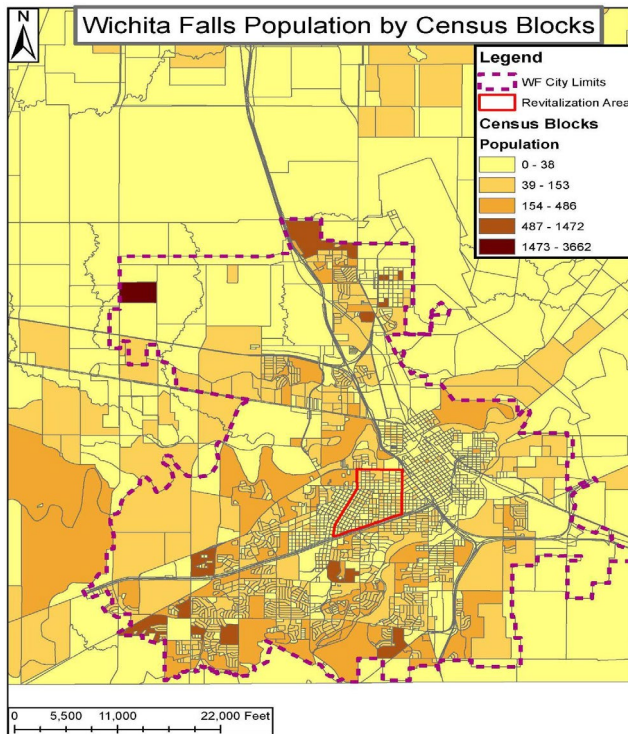 N
Wichita Falls Population by Census Blocks
Legend
WF City Limits
Revitalization Area
Census Blocks
Population
0 - 38
39 - 153
154 - 486
487 - 1472
1473 - 3662
0 5,500 11,000 22,000 Feet